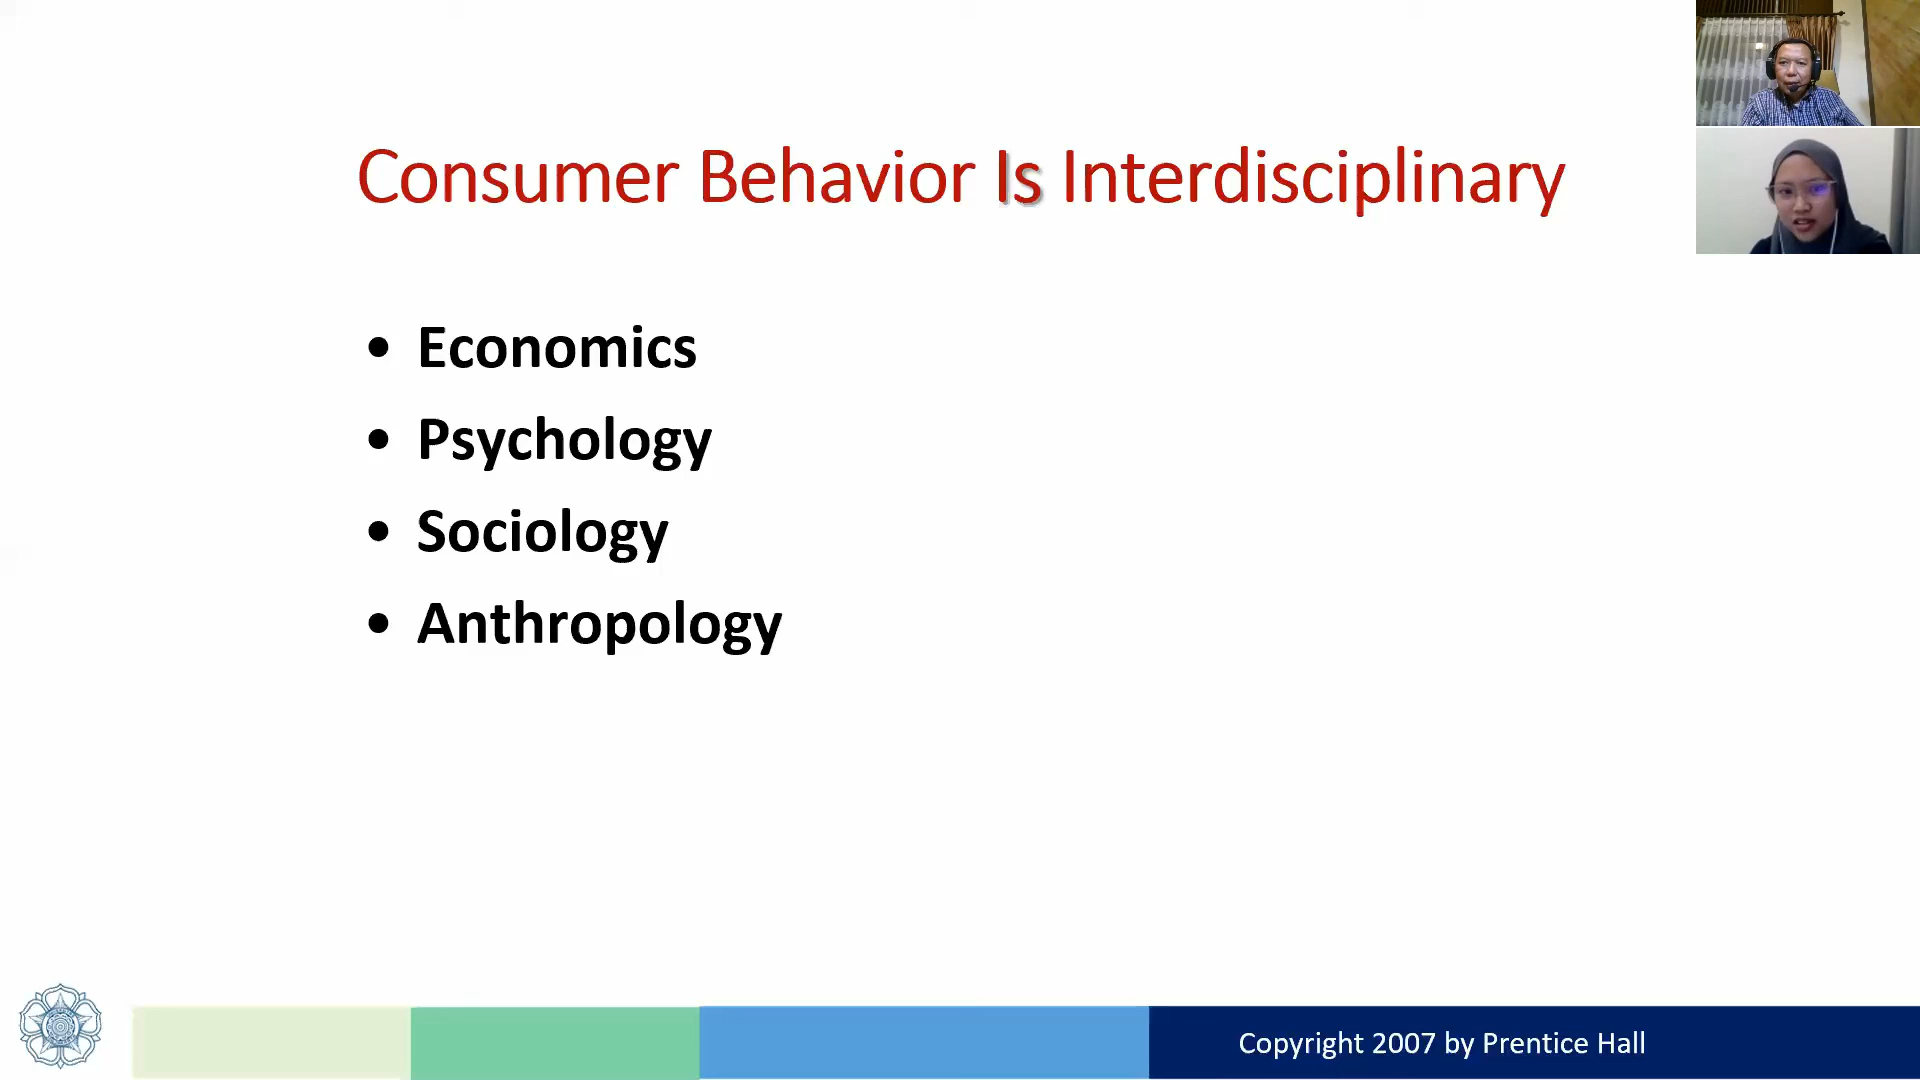 Consumer Behavior Is Interdisciplinary
• Economics
• Psychology
• Sociology
• Anthropology
Copyright 2007 by Prentice Hall